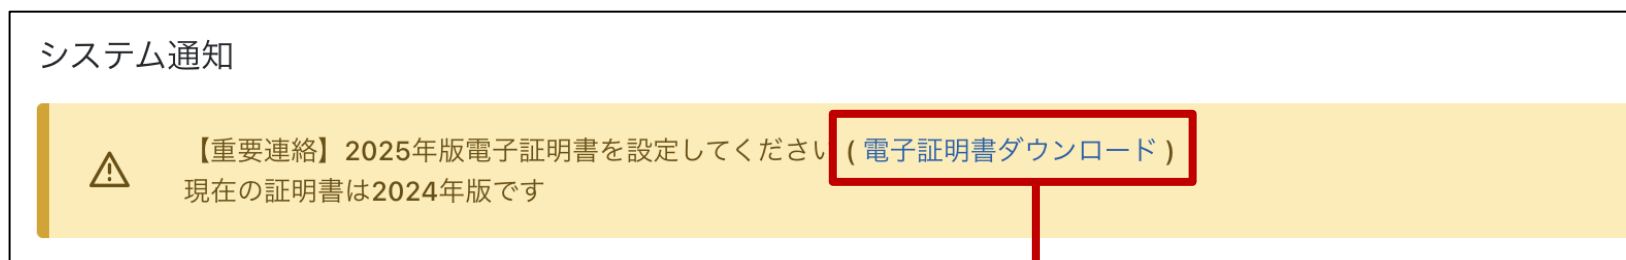 システム通知
【重要連絡】2025年版電子証明書を設定してください ( 電子証明書ダウンロード )
現在の証明書は2024年版です